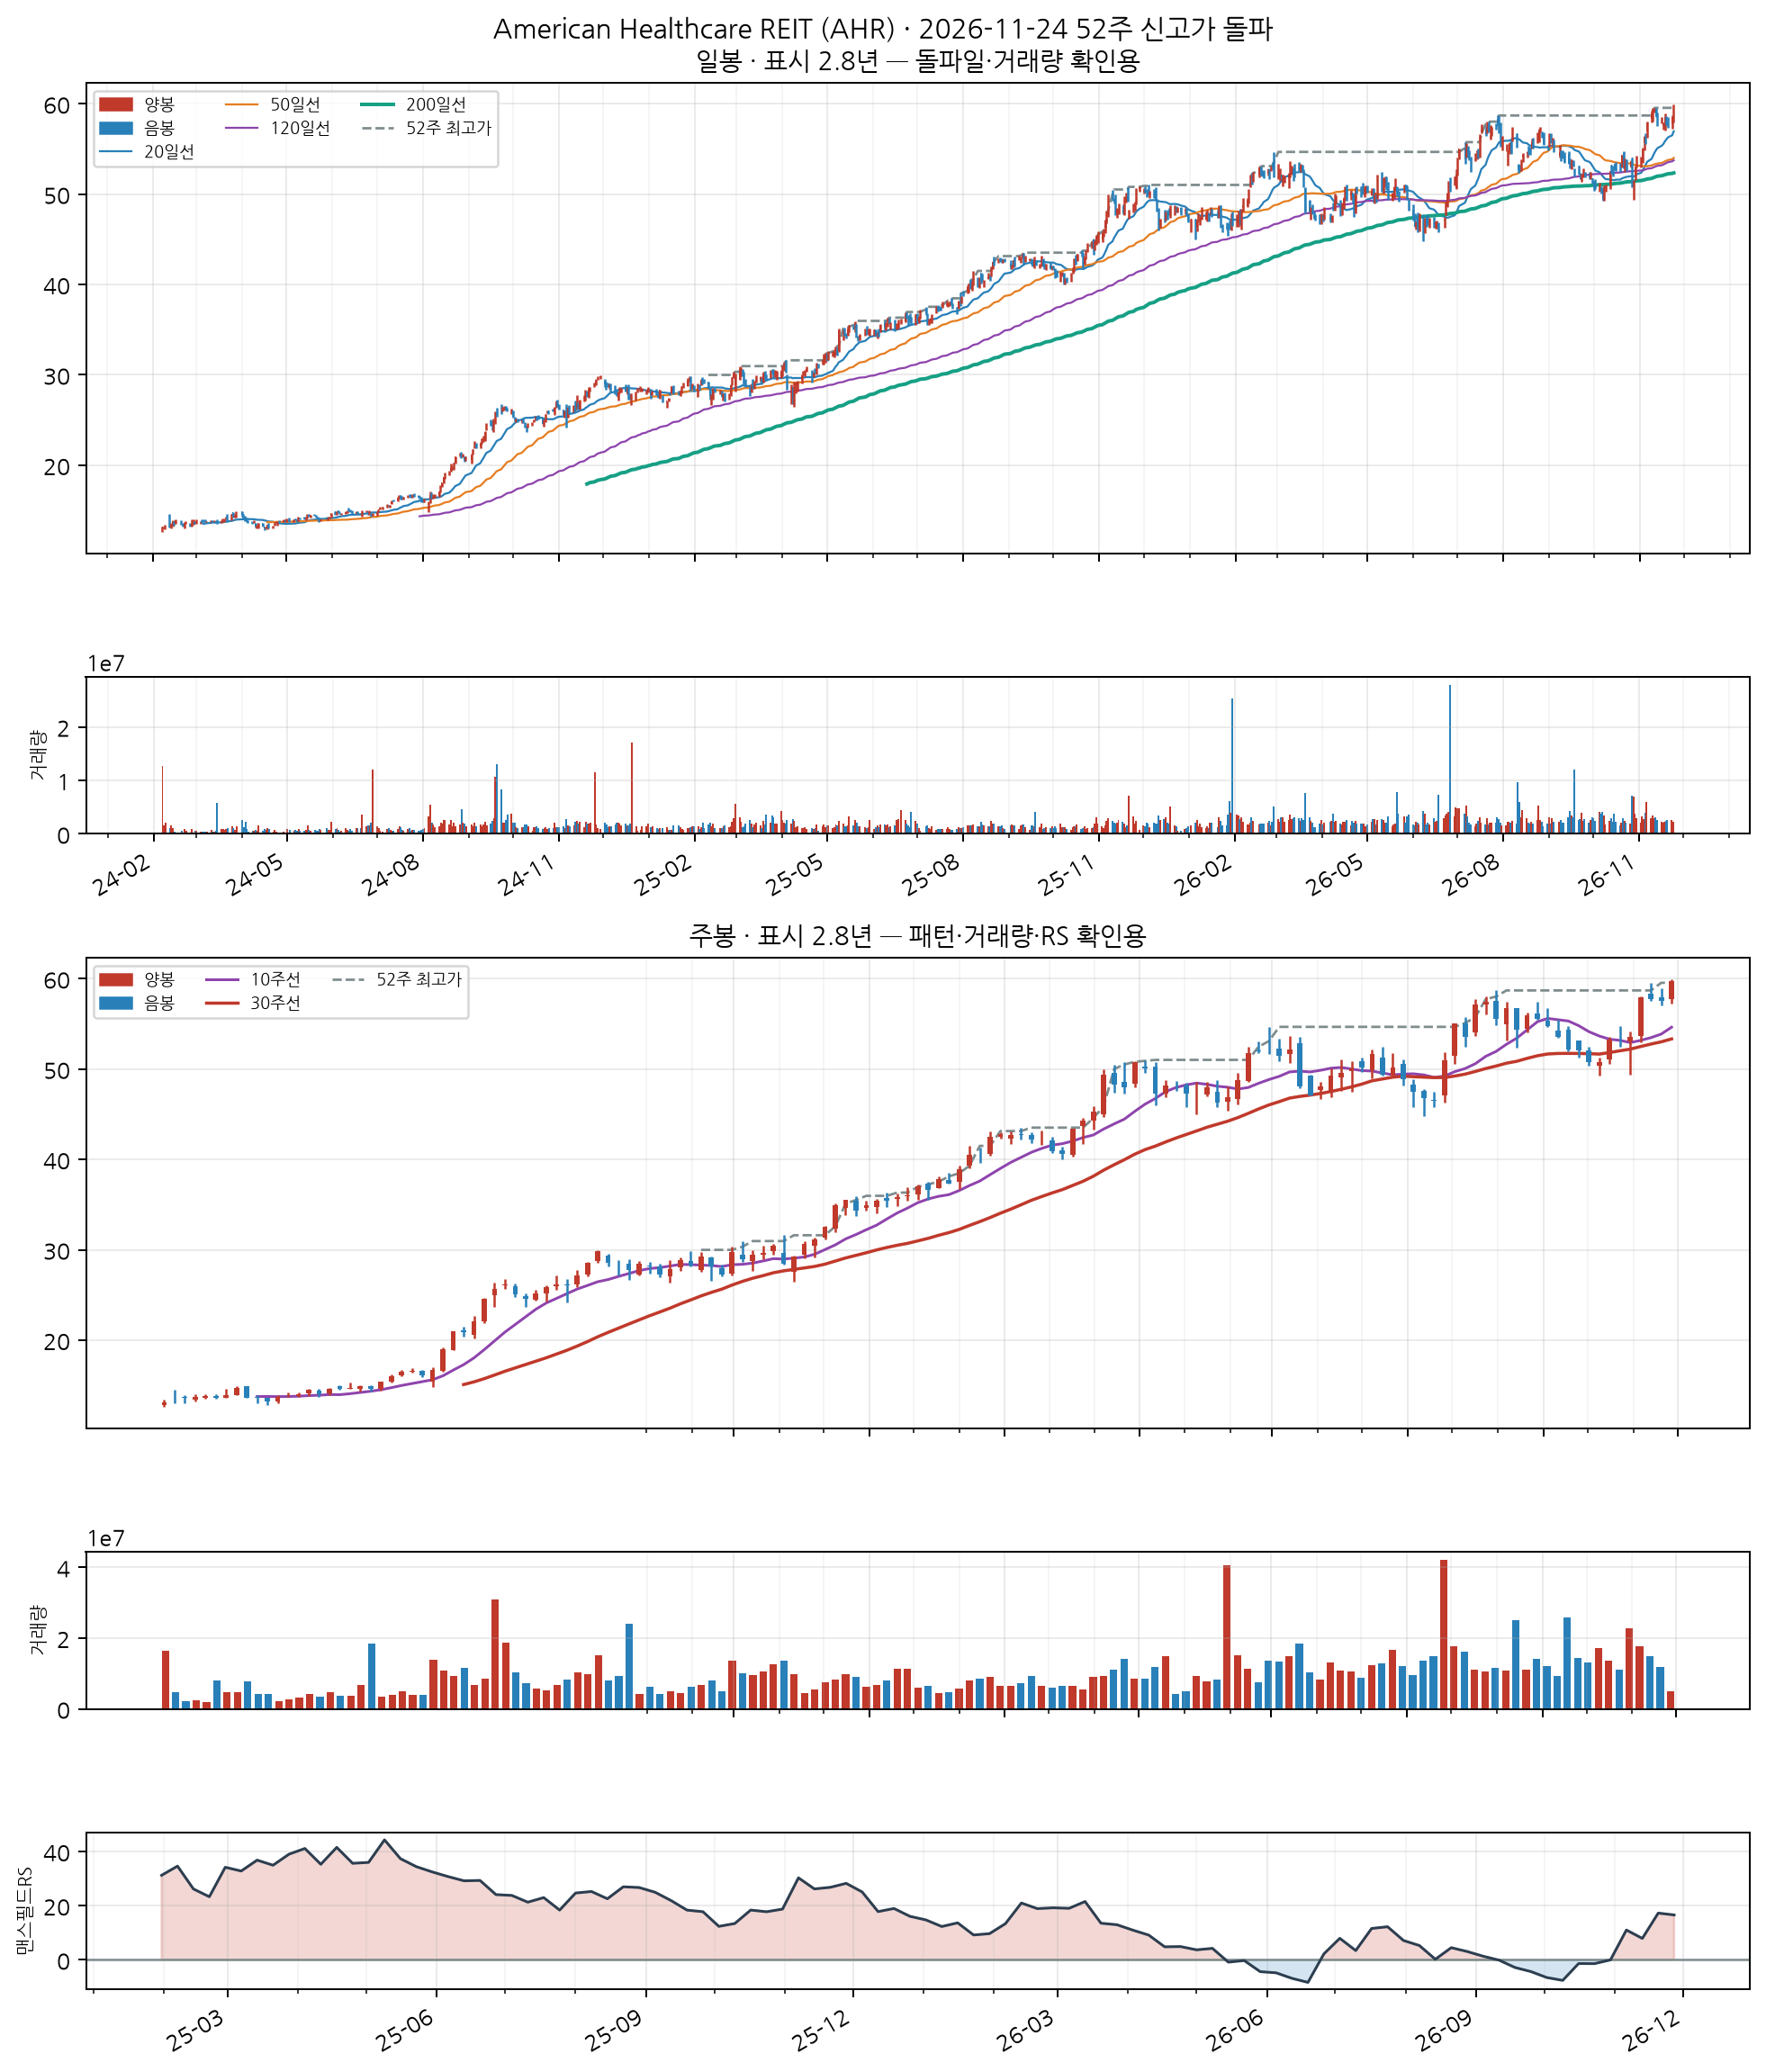 American Healthcare REIT (AHR) · 2026-11-24 52주 신고가 돌파
일봉 · 표시 2.8년 — 돌파일·거래량 확인용
양봉
음봉
20일선
50일선
120일선
200일선
52주 최고가
60
50
40
30
20
1e7
거래량
2
1
0
24-02
24-05
24-08
24-11
25-02
25-05
25-08
25-11
26-02
26-05
26-08
26-11
주봉 · 표시 2.8년 — 패턴·거래량·RS 확인용
양봉
음봉
10주선
30주선
52주 최고가
60
50
40
30
20
1e7
거래량
4
2
0
맨스필드RS
40
20
0
25-03
25-06
25-09
25-12
26-03
26-06
26-09
26-12